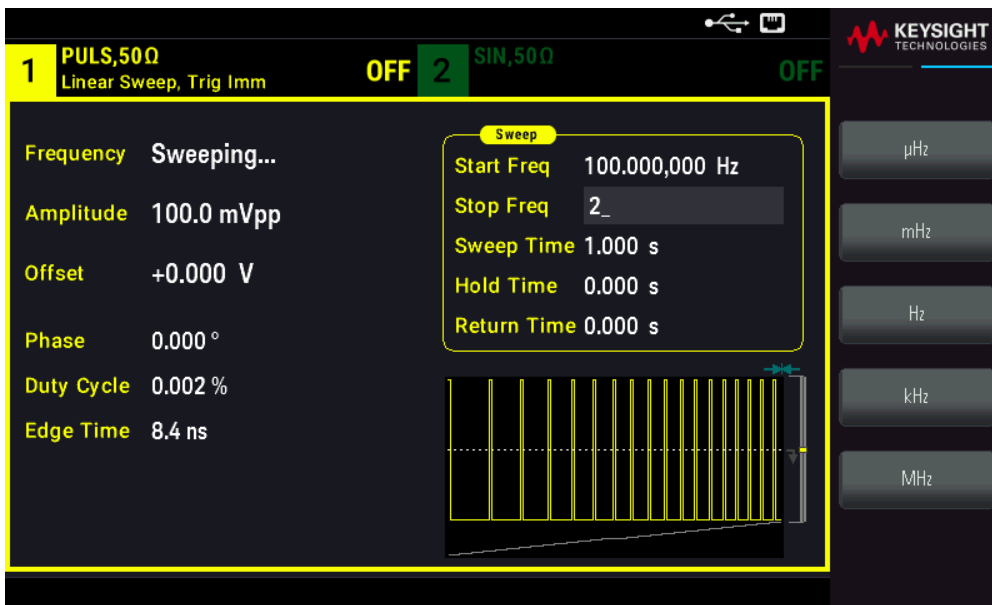 KEYSIGHT
TECHNOLOGIES
1 PULS,50Ω OFF
Linear Sweep, Trig Imm
2 SIN,50Ω OFF
Frequency Sweeping...
Amplitude 100.0 mVpp
Offset +0.000 V
Phase 0.000 °
Duty Cycle 0.002 %
Edge Time 8.4 ns
Sweep
Start Freq 100.000,000 Hz
Stop Freq 2_
Sweep Time 1.000 s
Hold Time 0.000 s
Return Time 0.000 s
µHz
mHz
Hz
kHz
MHz